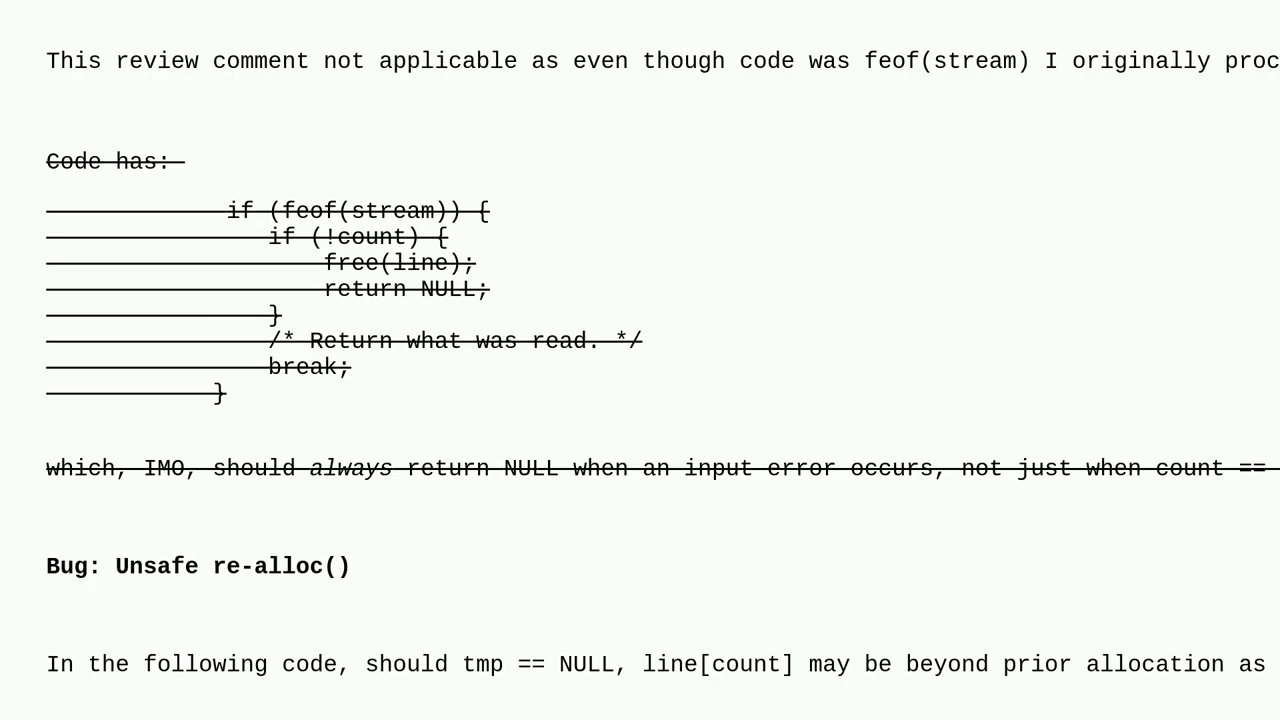 This review comment not applicable as even though code was feof(stream) I originally proc
Code has:
if (feof(stream)) {
if (!count) {
free(line);
return NULL;
}
/* Return what was read. */
break;
}
which, IMO, should always return NULL when an input error occurs, not just when count ==
Bug: Unsafe re-alloc()
In the following code, should tmp == NULL, line[count] may be beyond prior allocation as